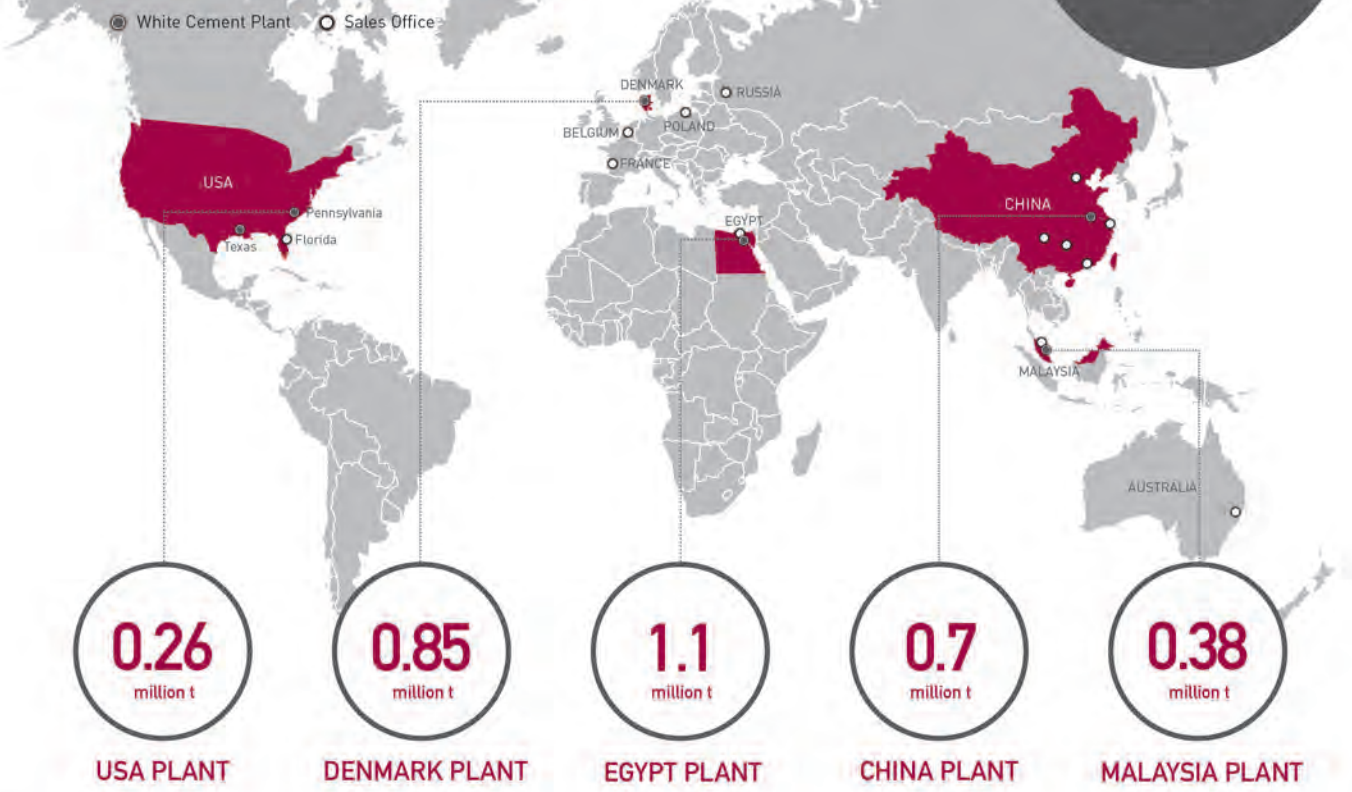 White Cement Plant
Sales Office
DENMARK
RUSSIA
POLAND
BELGIUM
FRANCE
USA
Pennsylvania
Texas
Florida
EGYPT
CHINA
MALAYSIA
AUSTRALIA
0.26
million t
USA PLANT
0.85
million t
DENMARK PLANT
1.1
million t
EGYPT PLANT
0.7
million t
CHINA PLANT
0.38
million t
MALAYSIA PLANT